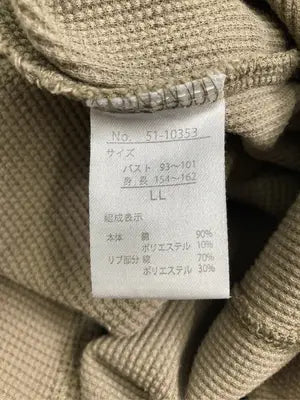 No. 51-10353
サイズ
バスト 93〜101
身 長 154〜162
LL
組成表示
本体 綿 90%
ポリエステル 10%
リブ部分 綿 70%
ポリエステル 30%